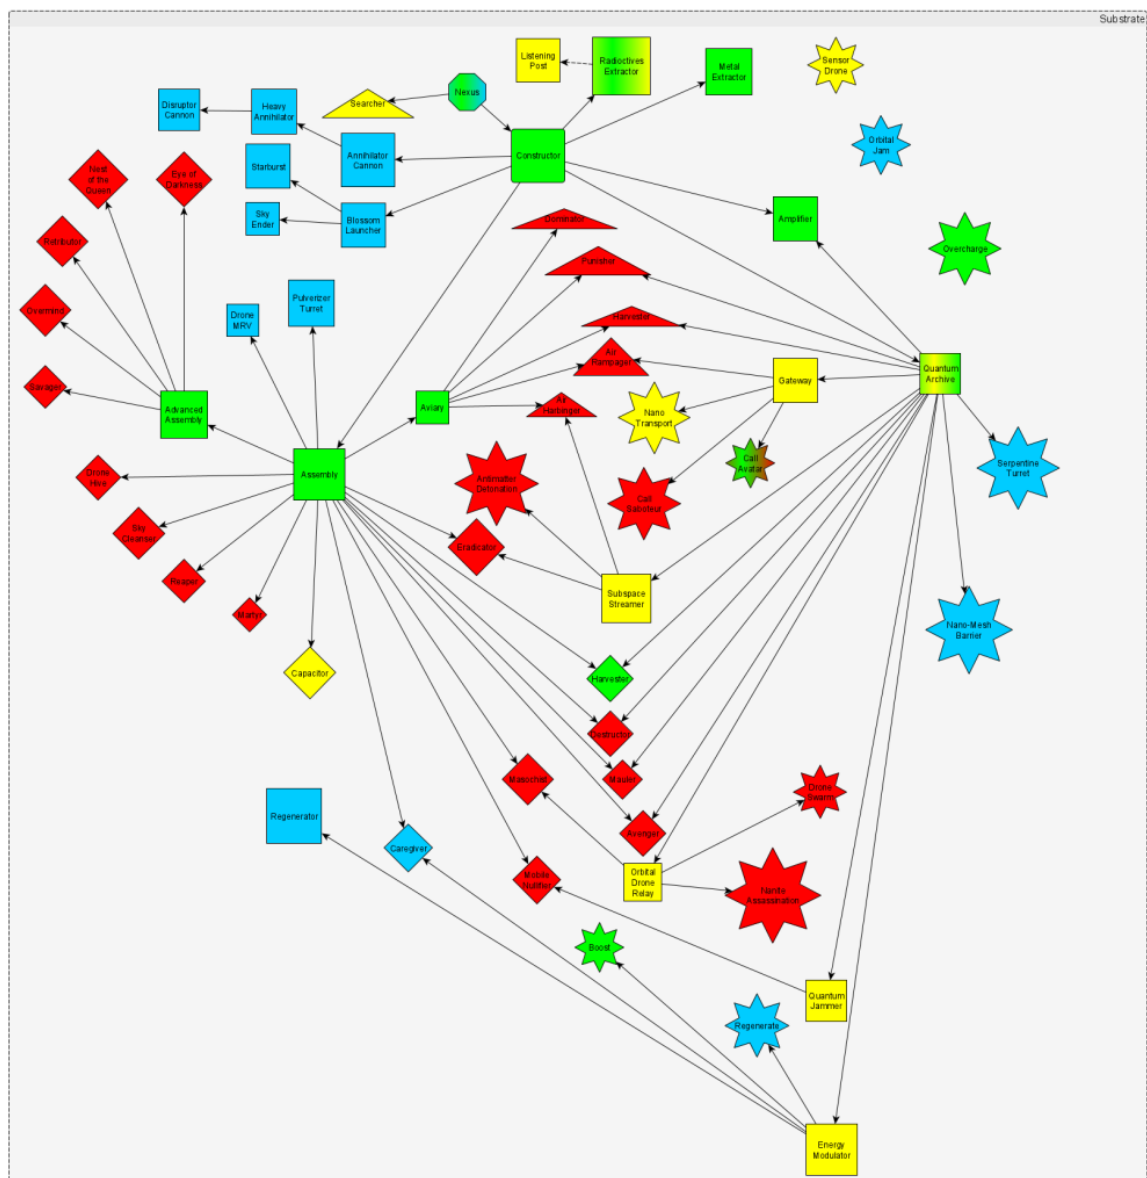 Substrate
Listening
Post
Radioctives
Extractor
Metal
Extractor
Sensor
Drone
Nexus
Searcher
Disruptor
Cannon
Heavy
Annihilator
Orbital
Jam
Constructor
Annihilator
Cannon
Starburst
Nest
of the
Queen
Eye of
Darkness
Sky
Ender
Blossom
Launcher
Dominator
Amplifier
Retributor
Overcharge
Punisher
Pulverizer
Turret
Overmind
Drone
MRV
Harvester
Air
Rampager
Gateway
Quantum
Archive
Ravager
Advanced
Assembly
Aviary
Air
Harbinger
Nano
Transport
Call
Avatar
Serpentine
Turret
Drone
Hive
Assembly
Antimatter
Detonation
Call
Saboteur
Sky
Cleanser
Eradicator
Reaper
Subspace
Streamer
Martyr
Nano-Mesh
Barrier
Capacitor
Harvester
Destructor
Masochist
Mauler
Drone
Swarm
Regenerator
Avenger
Caregiver
Mobile
Nullifier
Orbital
Drone
Relay
Nanite
Assassination
Boost
Quantum
Jammer
Regenerate
Energy
Modulator